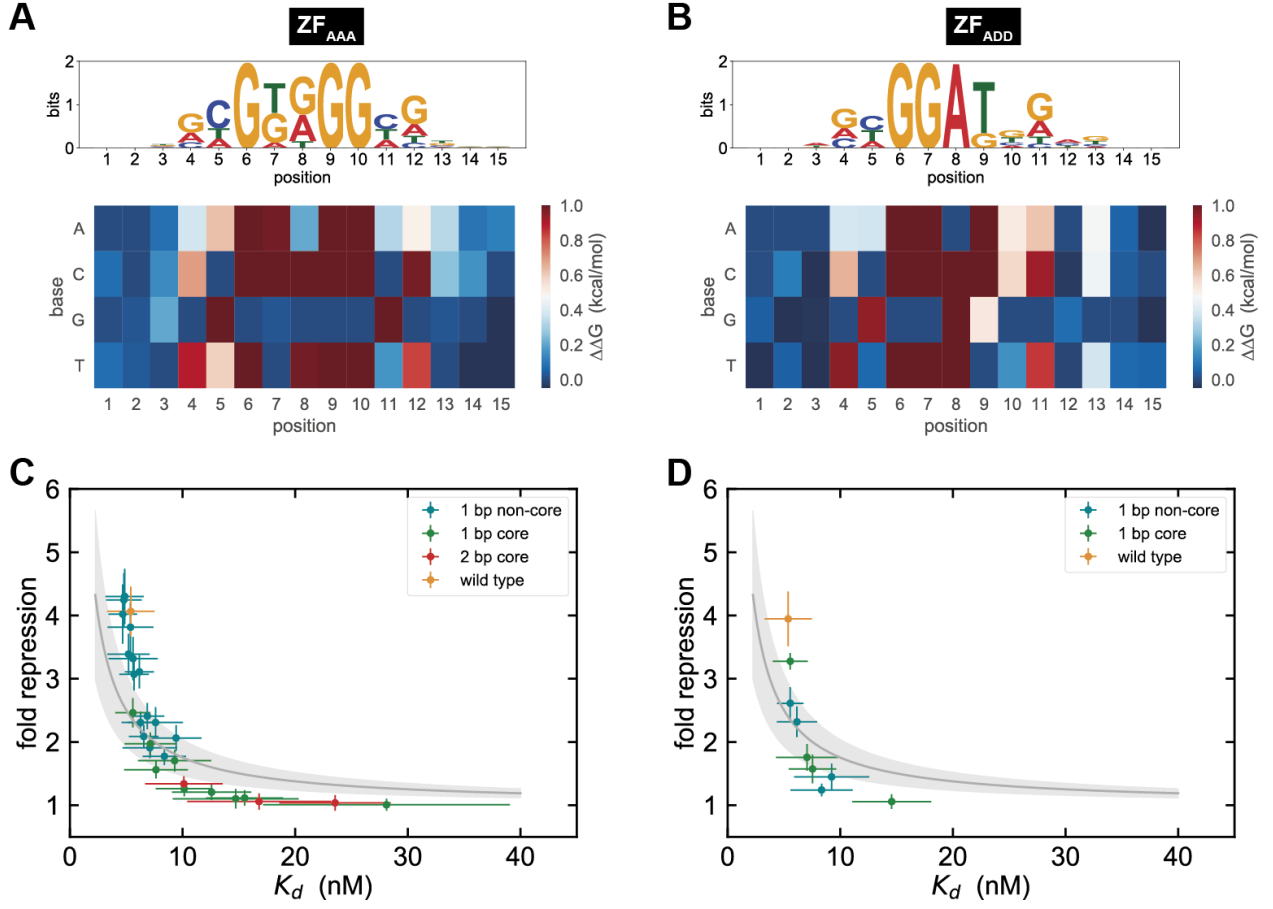 A
ZF_AAA
2
1
0
bits
G A C
C T A
G
T G A
G A T
G
G
C T A
G A T C
1 2 3 4 5 6 7 8 9 10 11 12 13 14 15
position
A
C
G
T
base
1 2 3 4 5 6 7 8 9 10 11 12 13 14 15
position
1.0
0.8
0.6
0.4
0.2
0.0
ΔΔG (kcal/mol)
B
ZF_ADD
2
1
0
bits
G A C
C T A
G
G
A
T G
G A
1 2 3 4 5 6 7 8 9 10 11 12 13 14 15
position
A
C
G
T
base
1 2 3 4 5 6 7 8 9 10 11 12 13 14 15
position
1.0
0.8
0.6
0.4
0.2
0.0
ΔΔG (kcal/mol)
C
6
5
4
3
2
1
fold repression
1 bp non-core
1 bp core
2 bp core
wild type
0 10 20 30 40
K_d (nM)
D
6
5
4
3
2
1
fold repression
1 bp non-core
1 bp core
wild type
0 10 20 30 40
K_d (nM)